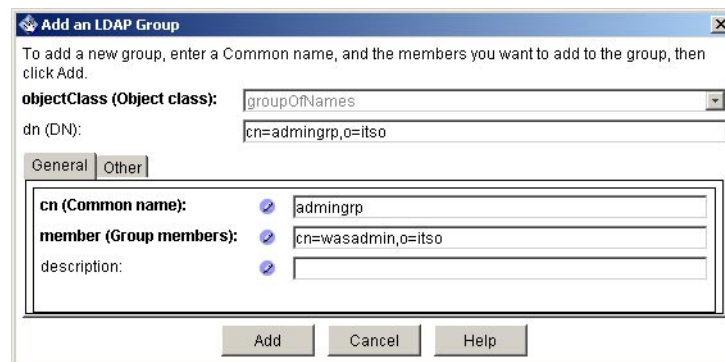 Add an LDAP Group
To add a new group, enter a Common name, and the members you want to add to the group, then
click Add.
objectClass (Object class): groupOfNames
dn (DN): cn=admingrp,o=itso
General Other
cn (Common name): admingrp
member (Group members): cn=wasadmin,o=itso
description:
Add Cancel Help